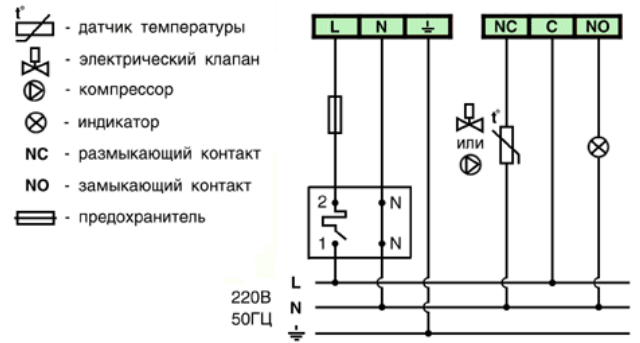 t°
- датчик температуры
- электрический клапан
- компрессор
- индикатор
NC - размыкающий контакт
NO - замыкающий контакт
- предохранитель
L N NC C NO
t°
или
2 N
1 N
L
220В
N
50ГЦ